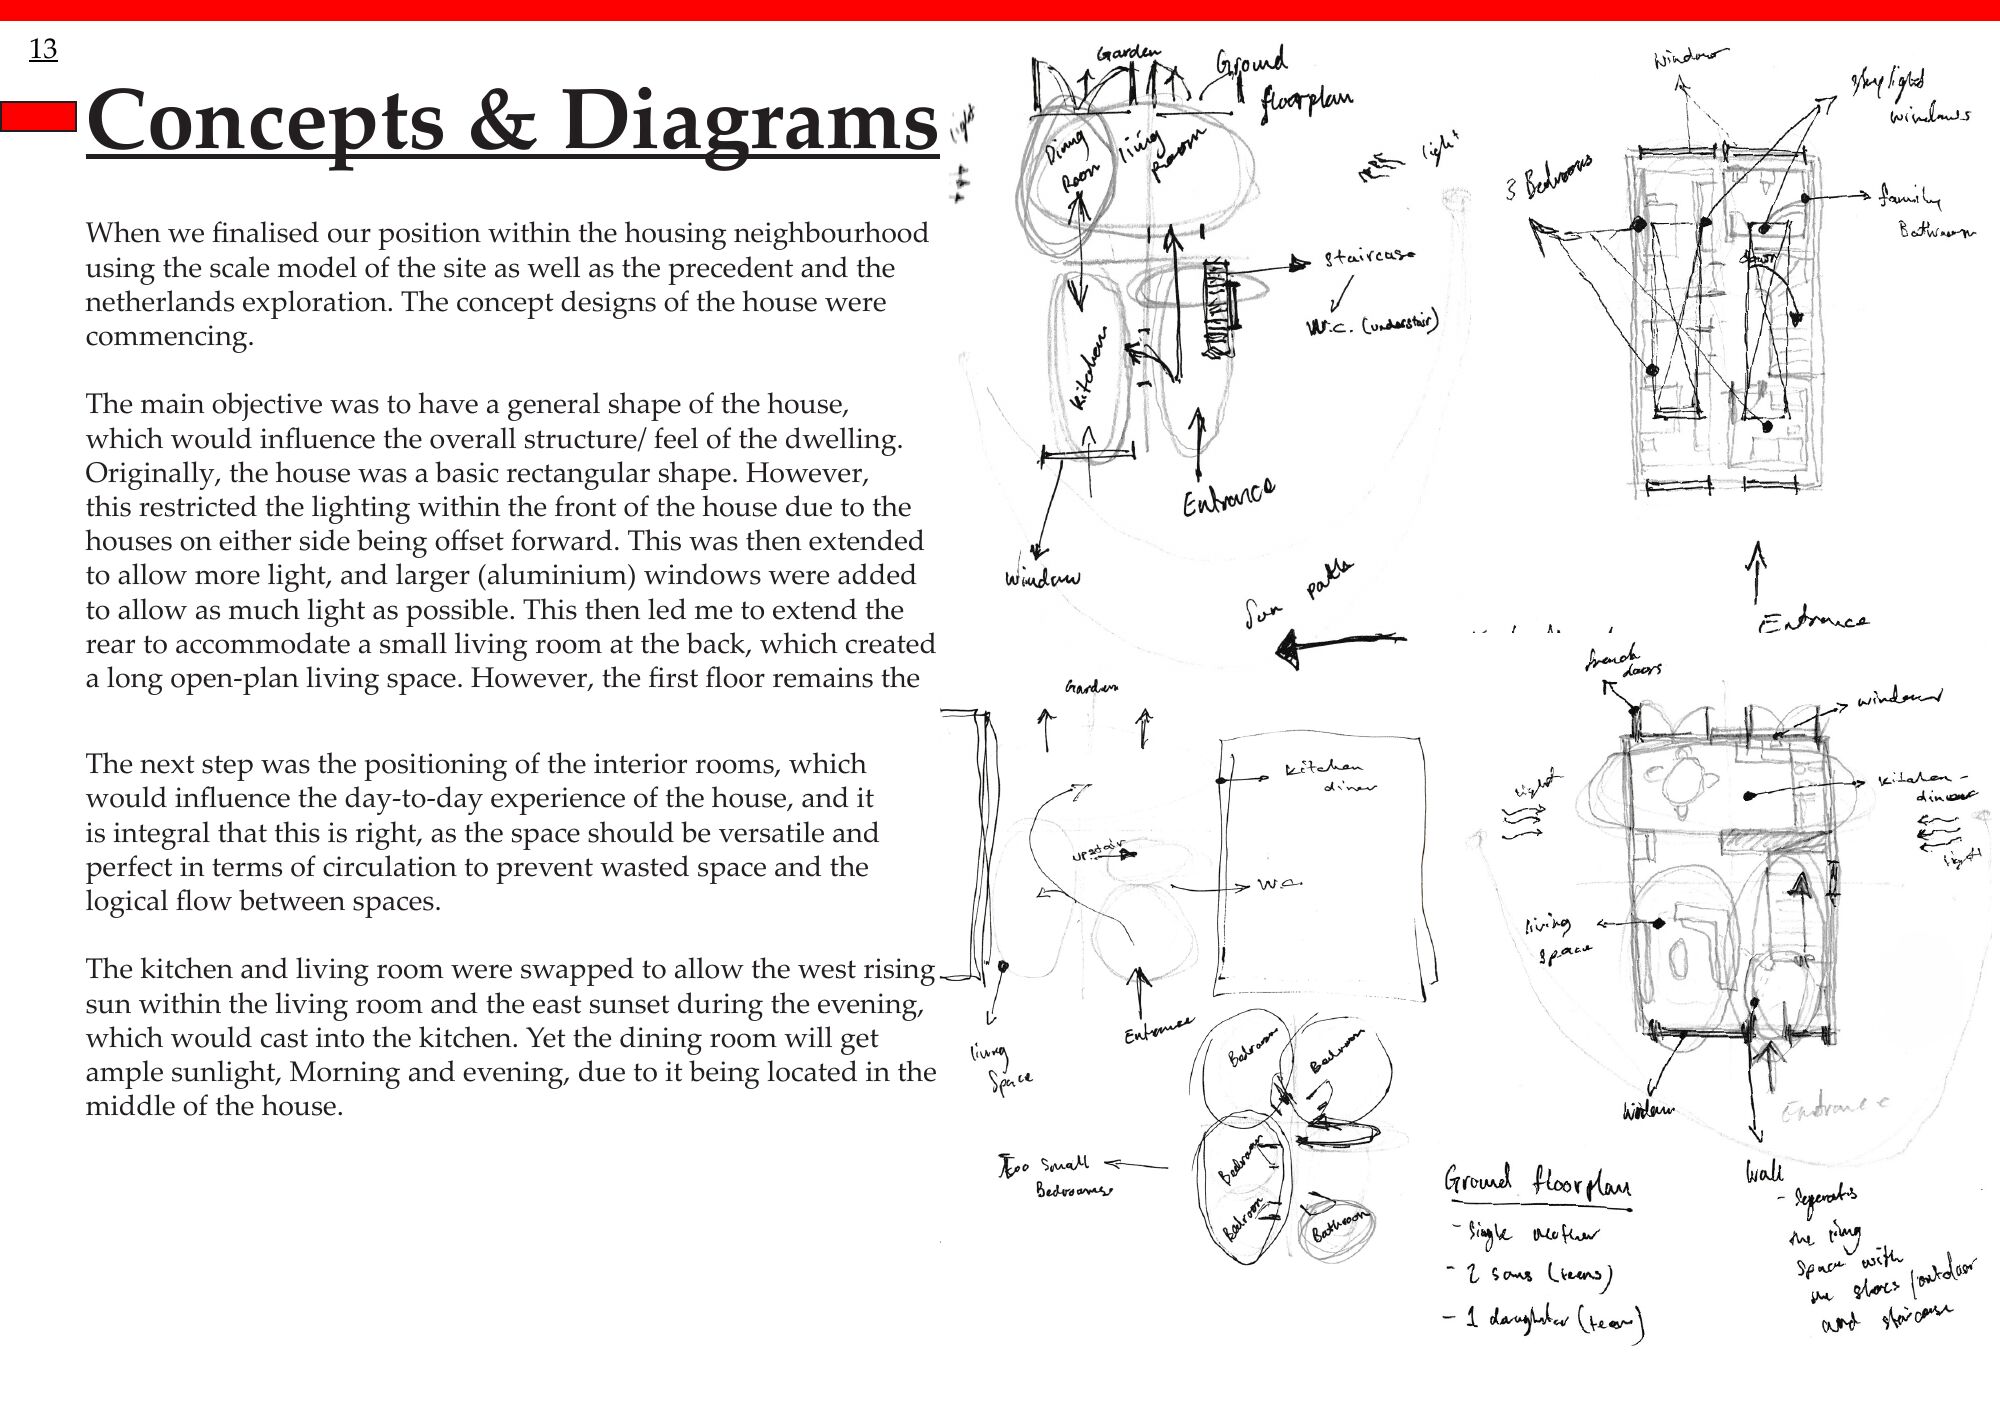 13
Concepts & Diagrams
When we finalised our position within the housing neighbourhood
using the scale model of the site as well as the precedent and the
netherlands exploration. The concept designs of the house were
commencing.
The main objective was to have a general shape of the house,
which would influence the overall structure/ feel of the dwelling.
Originally, the house was a basic rectangular shape. However,
this restricted the lighting within the front of the house due to the
houses on either side being offset forward. This was then extended
to allow more light, and larger (aluminium) windows were added
to allow as much light as possible. This then led me to extend the
rear to accommodate a small living room at the back, which created
a long open-plan living space. However, the first floor remains the
The next step was the positioning of the interior rooms, which
would influence the day-to-day experience of the house, and it
is integral that this is right, as the space should be versatile and
perfect in terms of circulation to prevent wasted space and the
logical flow between spaces.
The kitchen and living room were swapped to allow the west rising
sun within the living room and the east sunset during the evening,
which would cast into the kitchen. Yet the dining room will get
ample sunlight, Morning and evening, due to it being located in the
middle of the house.
Garden
Ground
floorplan
light
Dining
Room
living
Room
light
staircase
W.C. (understair)
Kitchen
Entrance
Window
Sun path
Window
windows
3 Bedrooms
family
Bathroom
down
Entrance
Garden
Kitchen
diner
upstair
W.C.
Entrance
living
Space
Bedroom
Bedroom
Bedroom
Bedroom
Bathroom
Too Small
Bedrooms
french
doors
window
light
Kitchen -
light
living
space
Window
Entrance
Ground floorplan
- Single mother
- 2 sons (teens)
- 1 daughter (teen)
Wall
space with
and staircase